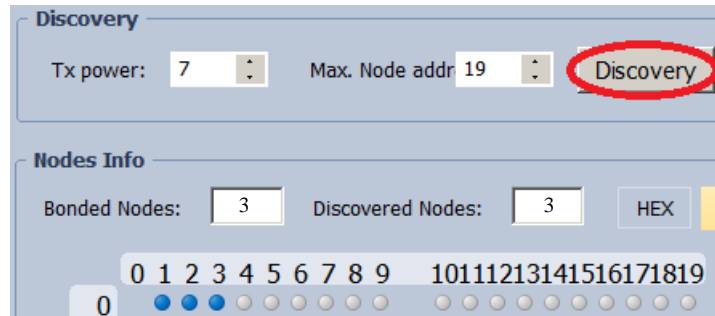 Discovery
Tx power: 7 Max. Node addr 19 Discovery
Nodes Info
Bonded Nodes: 3 Discovered Nodes: 3 HEX
0 1 2 3 4 5 6 7 8 9 10111213141516171819
0